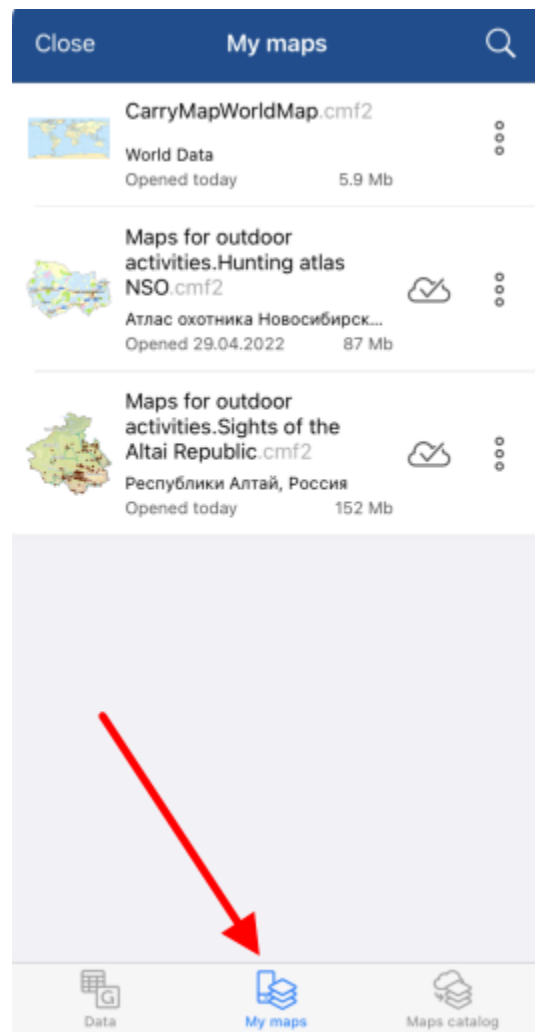 Close My maps
CarryMapWorldMap.cmf2
World Data
Opened today 5.9 Mb
Maps for outdoor
activities.Hunting atlas
NSO.cmf2
Атлас охотника Новосибирск...
Opened 29.04.2022 87 Mb
Maps for outdoor
activities.Sights of the
Altai Republic.cmf2
Республики Алтай, Россия
Opened today 152 Mb
G
Data My maps Maps catalog